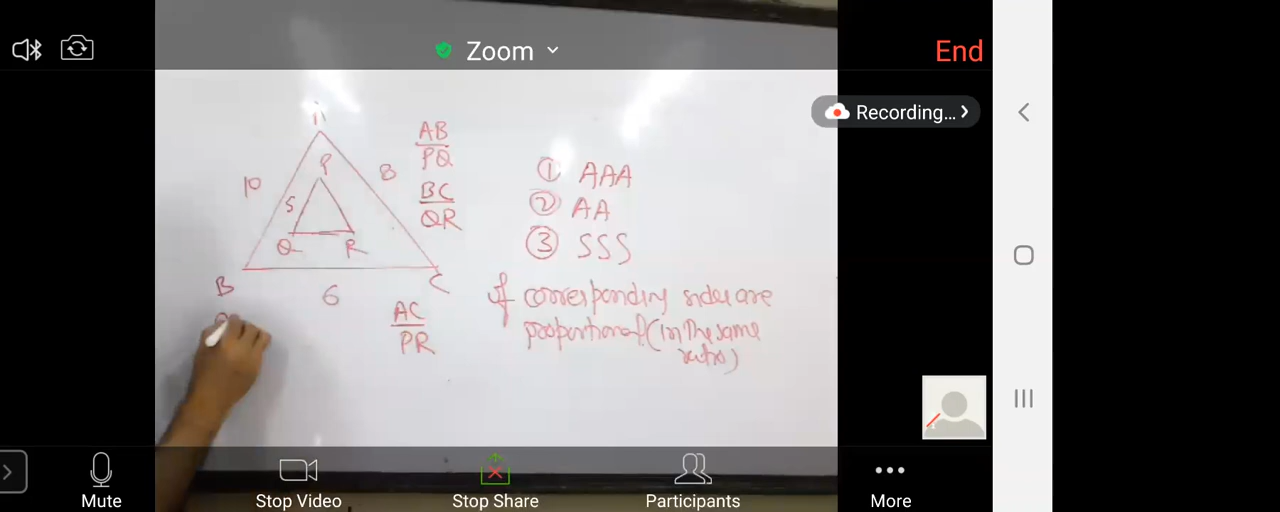 Zoom
End
Recording...
A
P
10
8
5
Q
R
B
C
6
AB
PQ
BC
QR
AC
PR
① AAA
② AA
③ SSS
If corresponding sides are
proportional (in the same
ratio)
Mute
Stop Video
Stop Share
Participants
More